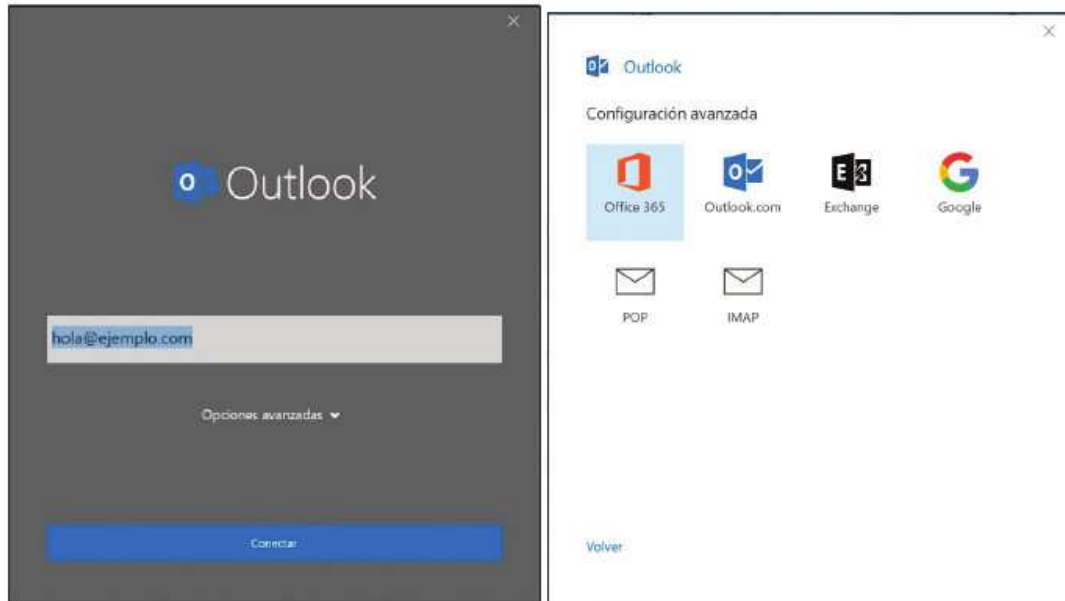 Outlook
hola@ejemplo.com
Opciones avanzadas
Conectar
Outlook
Configuración avanzada
Office 365
Outlook.com
Exchange
Google
POP
IMAP
Volver